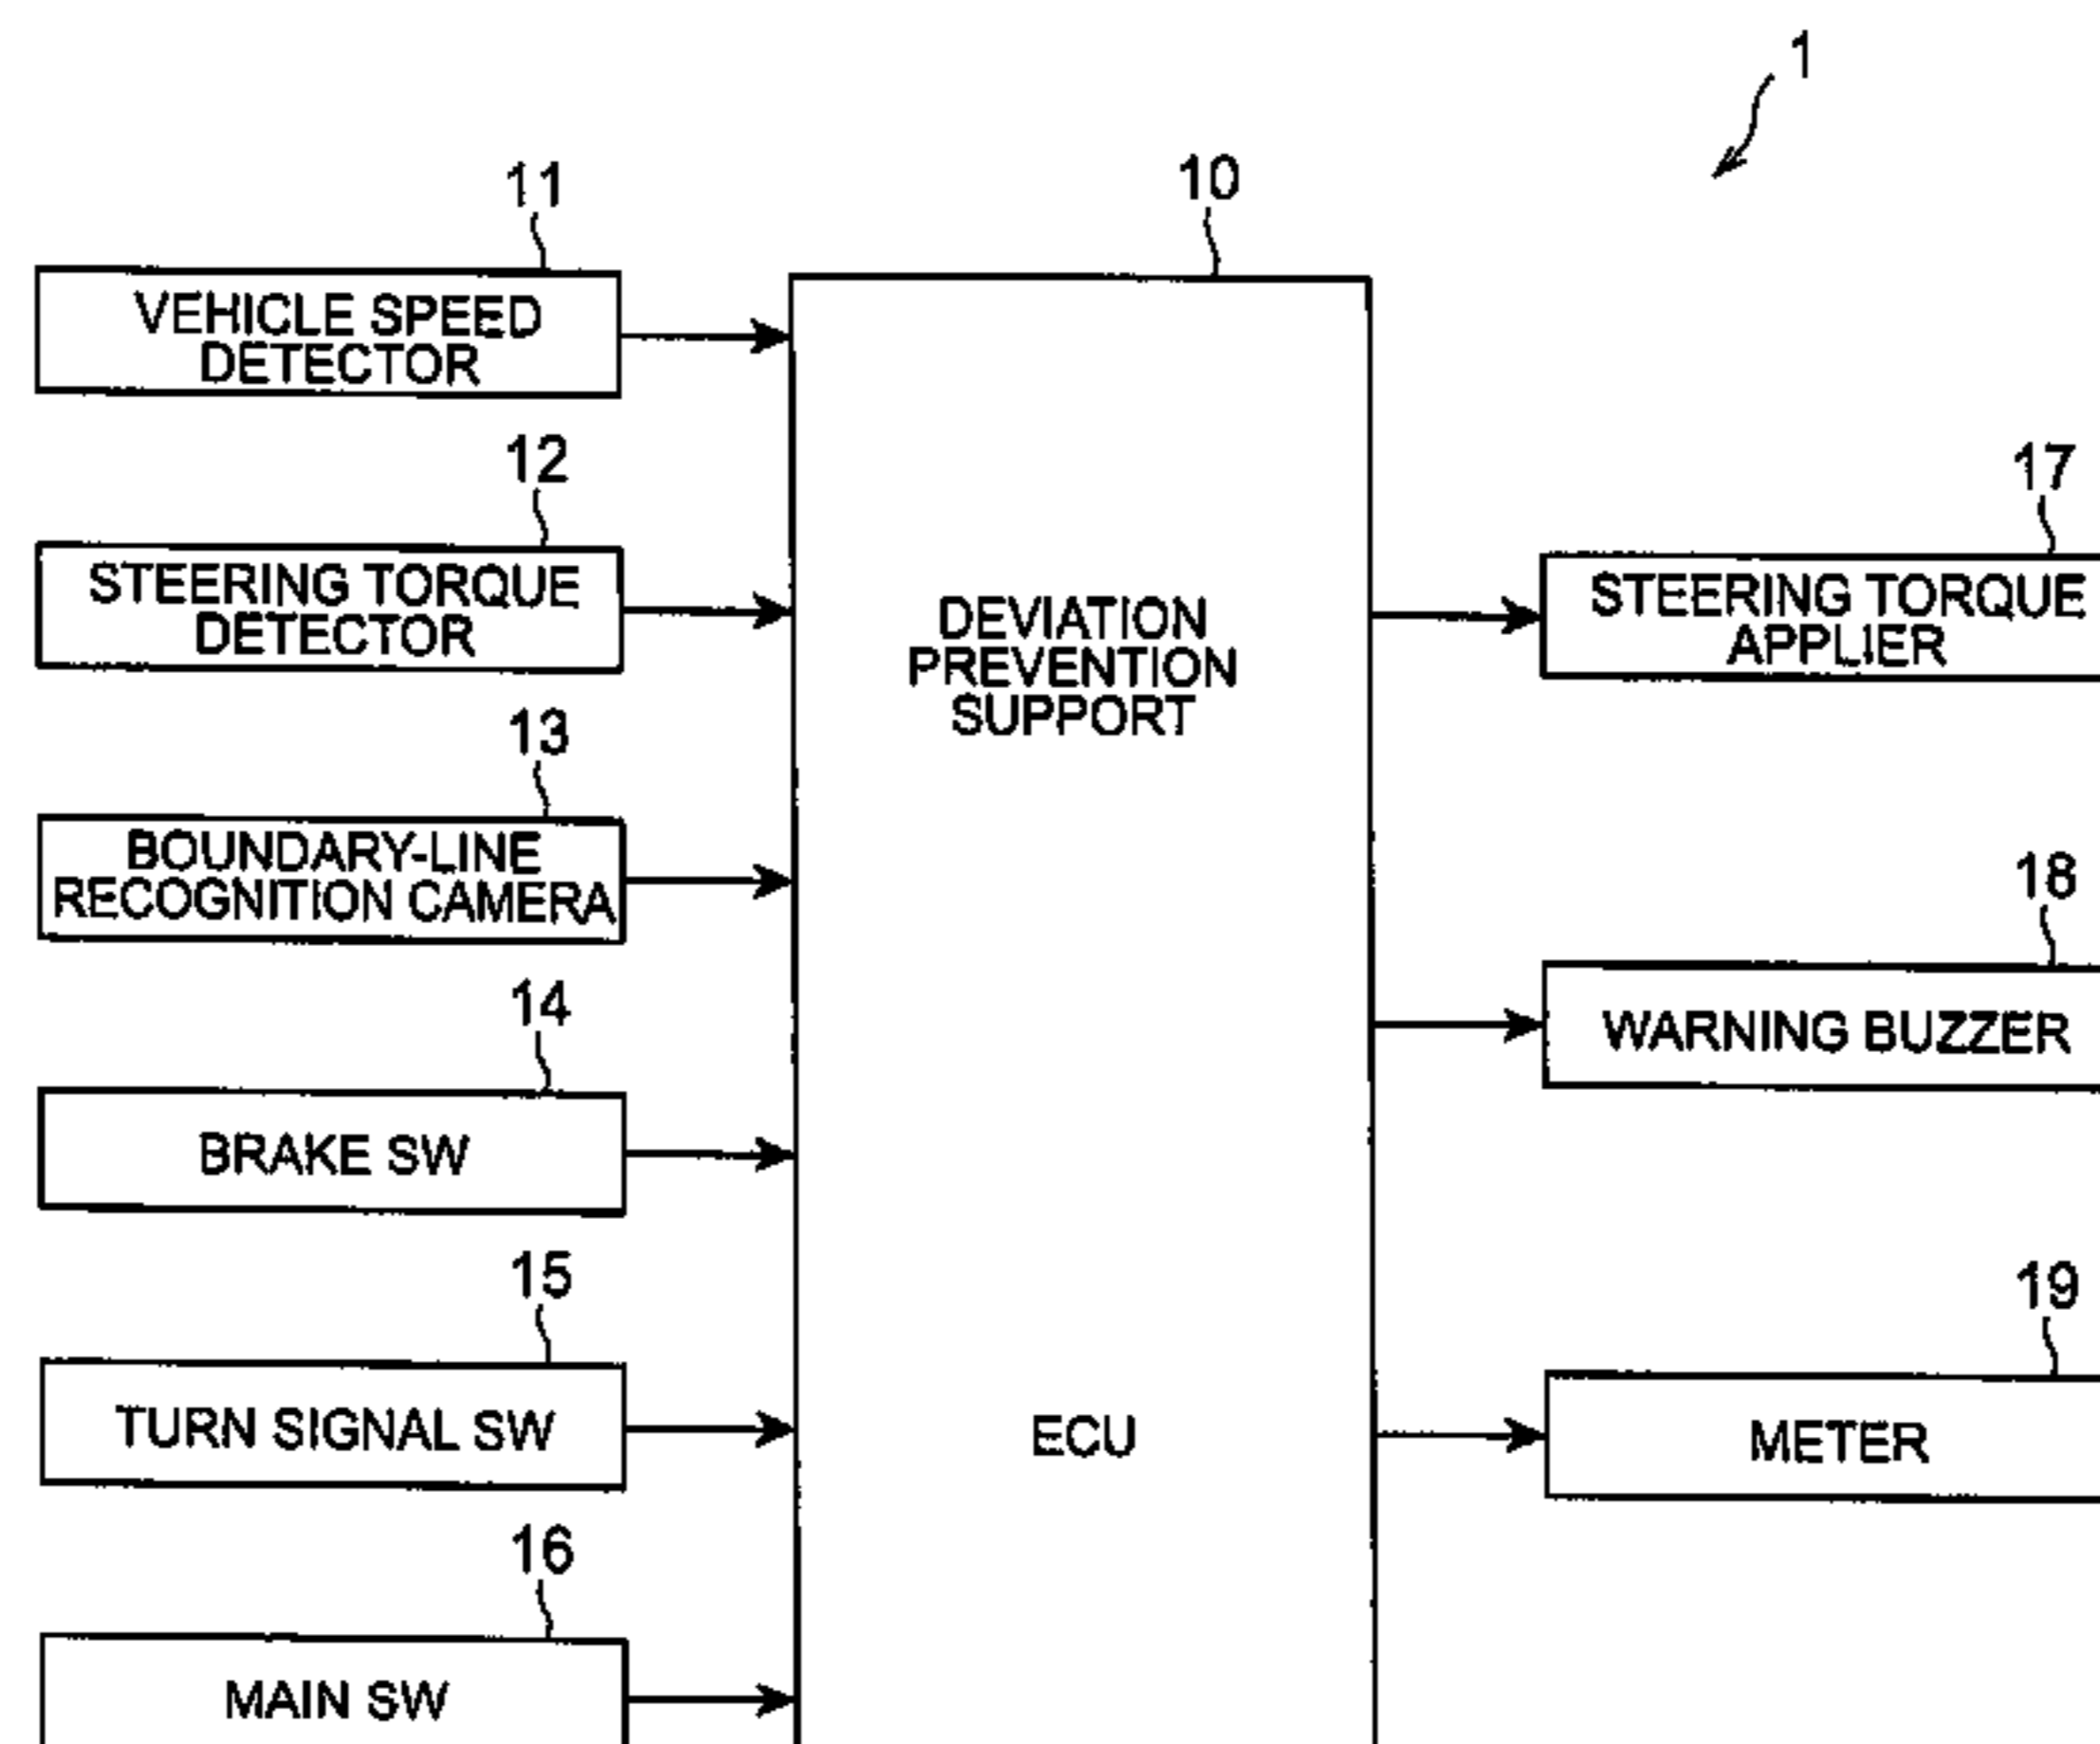 1
11
10
VEHICLE SPEED
DETECTOR
12
STEERING TORQUE
DETECTOR
13
BOUNDARY-LINE
RECOGNITION CAMERA
14
BRAKE SW
15
TURN SIGNAL SW
16
MAIN SW
DEVIATION
PREVENTION
SUPPORT
ECU
17
STEERING TORQUE
APPLIER
18
WARNING BUZZER
19
METER